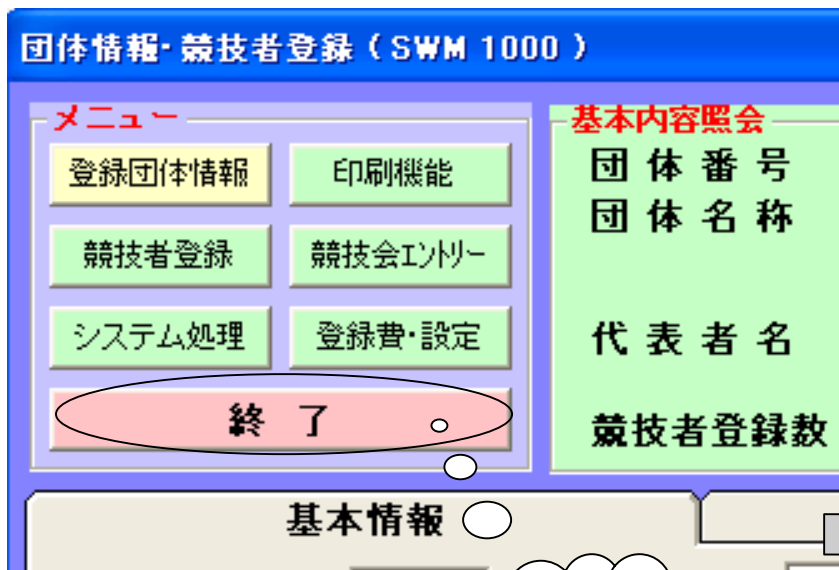 団体情報・競技者登録 ( SWM 1000 )
メニュー
登録団体情報
印刷機能
競技者登録
競技会エントリー
システム処理
登録費・設定
終 了
基本内容照会
団 体 番 号
団 体 名 称
代 表 者 名
競技者登録数
基本情報